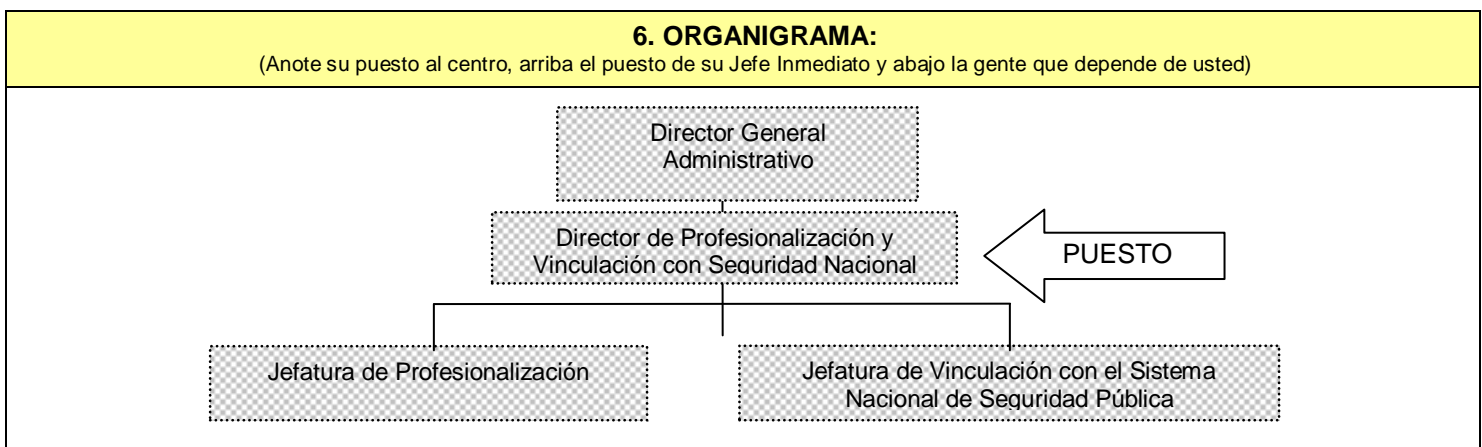 6. ORGANIGRAMA:
(Anote su puesto al centro, arriba el puesto de su Jefe Inmediato y abajo la gente que depende de usted)
Director General
Administrativo
Director de Profesionalización y
Vinculación con Seguridad Nacional
PUESTO
Jefatura de Profesionalización
Jefatura de Vinculación con el Sistema
Nacional de Seguridad Pública